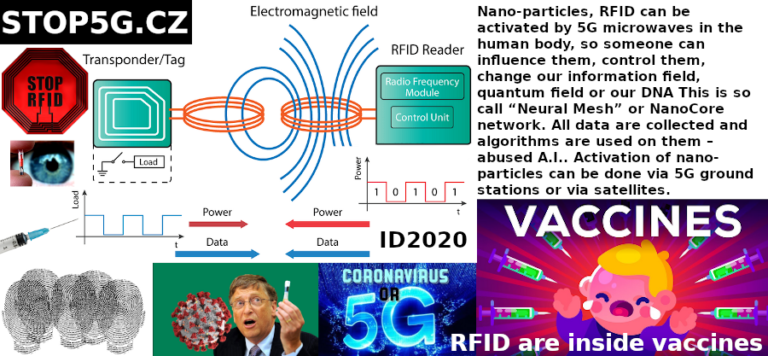 STOP5G.CZ
Electromagnetic field
Transponder/Tag
RFID Reader
STOP
RFID
Radio Frequency
Module
Control Unit
Load
Load
t
Power
Data
Power
1 0 1 0 1
t
Power
Data
ID2020
Nano-particles, RFID can be
activated by 5G microwaves in the
human body, so someone can
influence them, control them,
change our information field,
quantum field or our DNA This is so
call “Neural Mesh” or NanoCore
network. All data are collected and
algorithms are used on them –
abused A.I.. Activation of nano-
particles can be done via 5G ground
stations or via satellites.
CORONAVIRUS
OR
5G
VACCINES
RFID are inside vaccines